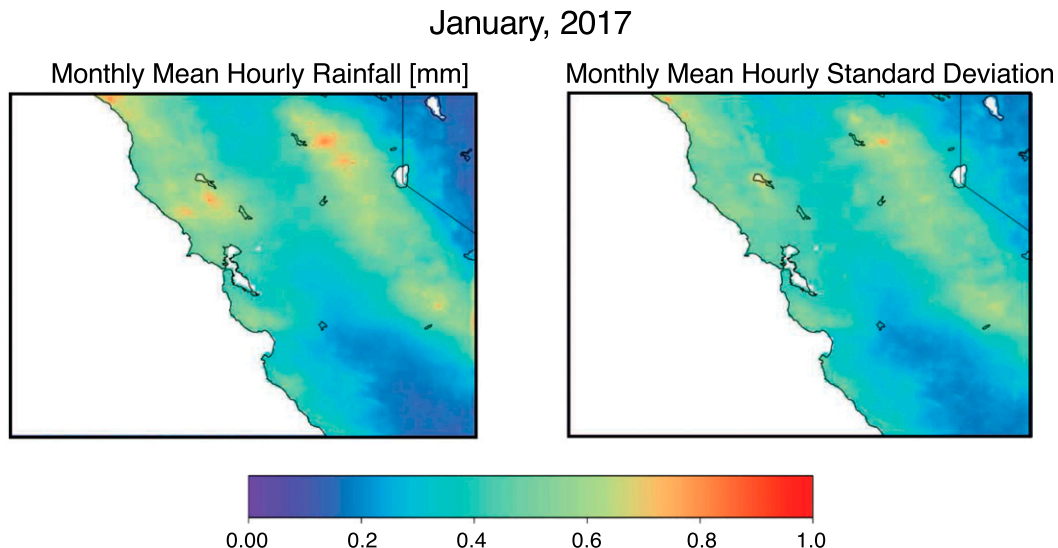 January, 2017
Monthly Mean Hourly Rainfall [mm]
Monthly Mean Hourly Standard Deviation
0.00
0.2
0.4
0.6
0.8
1.0